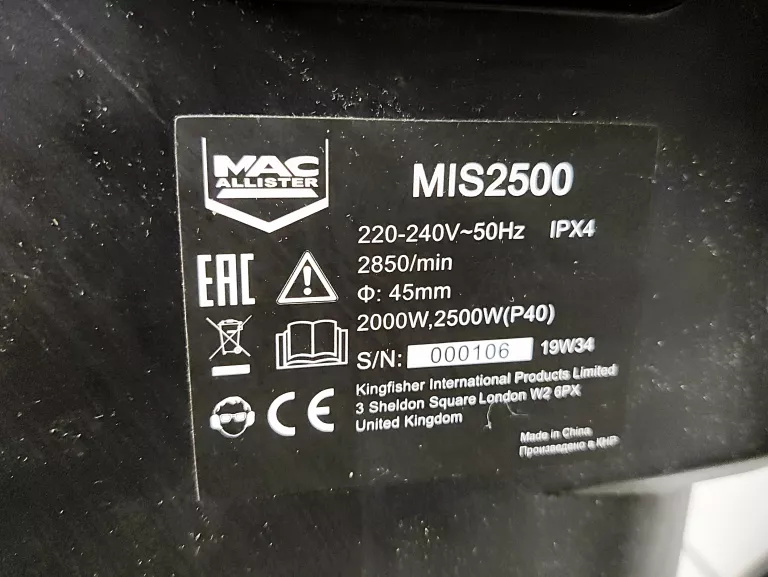 MAC
ALLISTER
MIS2500
220-240V~50Hz IPX4
2850/min
Φ: 45mm
2000W,2500W(P40)
S/N: 000106 19W34
Kingfisher International Products Limited
3 Sheldon Square London W2 6PX
United Kingdom
Made in China
Произведено в КНР
EAC
CE